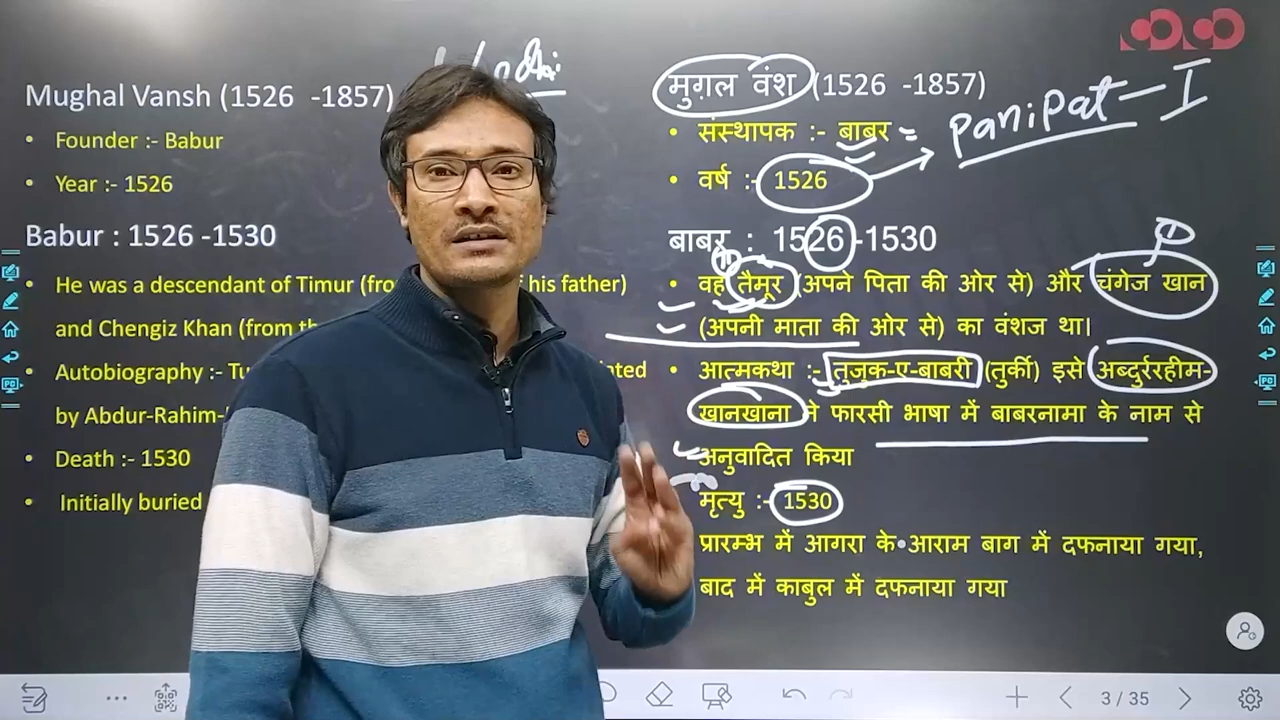 Mughal Vansh (1526 -1857)
• Founder :- Babur
• Year :- 1526
Babur : 1526 -1530
• He was a descendant of Timur (fro his father)
and Chengiz Khan (from th
• Autobiography :- Tu
by Abdur-Rahim-
• Death :- 1530
• Initially buried
मुग़ल वंश (1526 -1857)
Panipat - I
• संस्थापक :- बाबर
• वर्ष :- 1526
बाबर : 1526 -1530
• वह तैमूर (अपने पिता की ओर से) और चंगेज खान
(अपनी माता की ओर से) का वंशज था।
• आत्मकथा :- तुजुक-ए-बाबरी (तुर्की) इसे अब्दुर्ररहीम-
खानखाना ने फारसी भाषा में बाबरनामा के नाम से
अनुवादित किया
मृत्यु :- 1530
प्रारम्भ में आगरा के आराम बाग में दफनाया गया,
बाद में काबुल में दफनाया गया
3 / 35